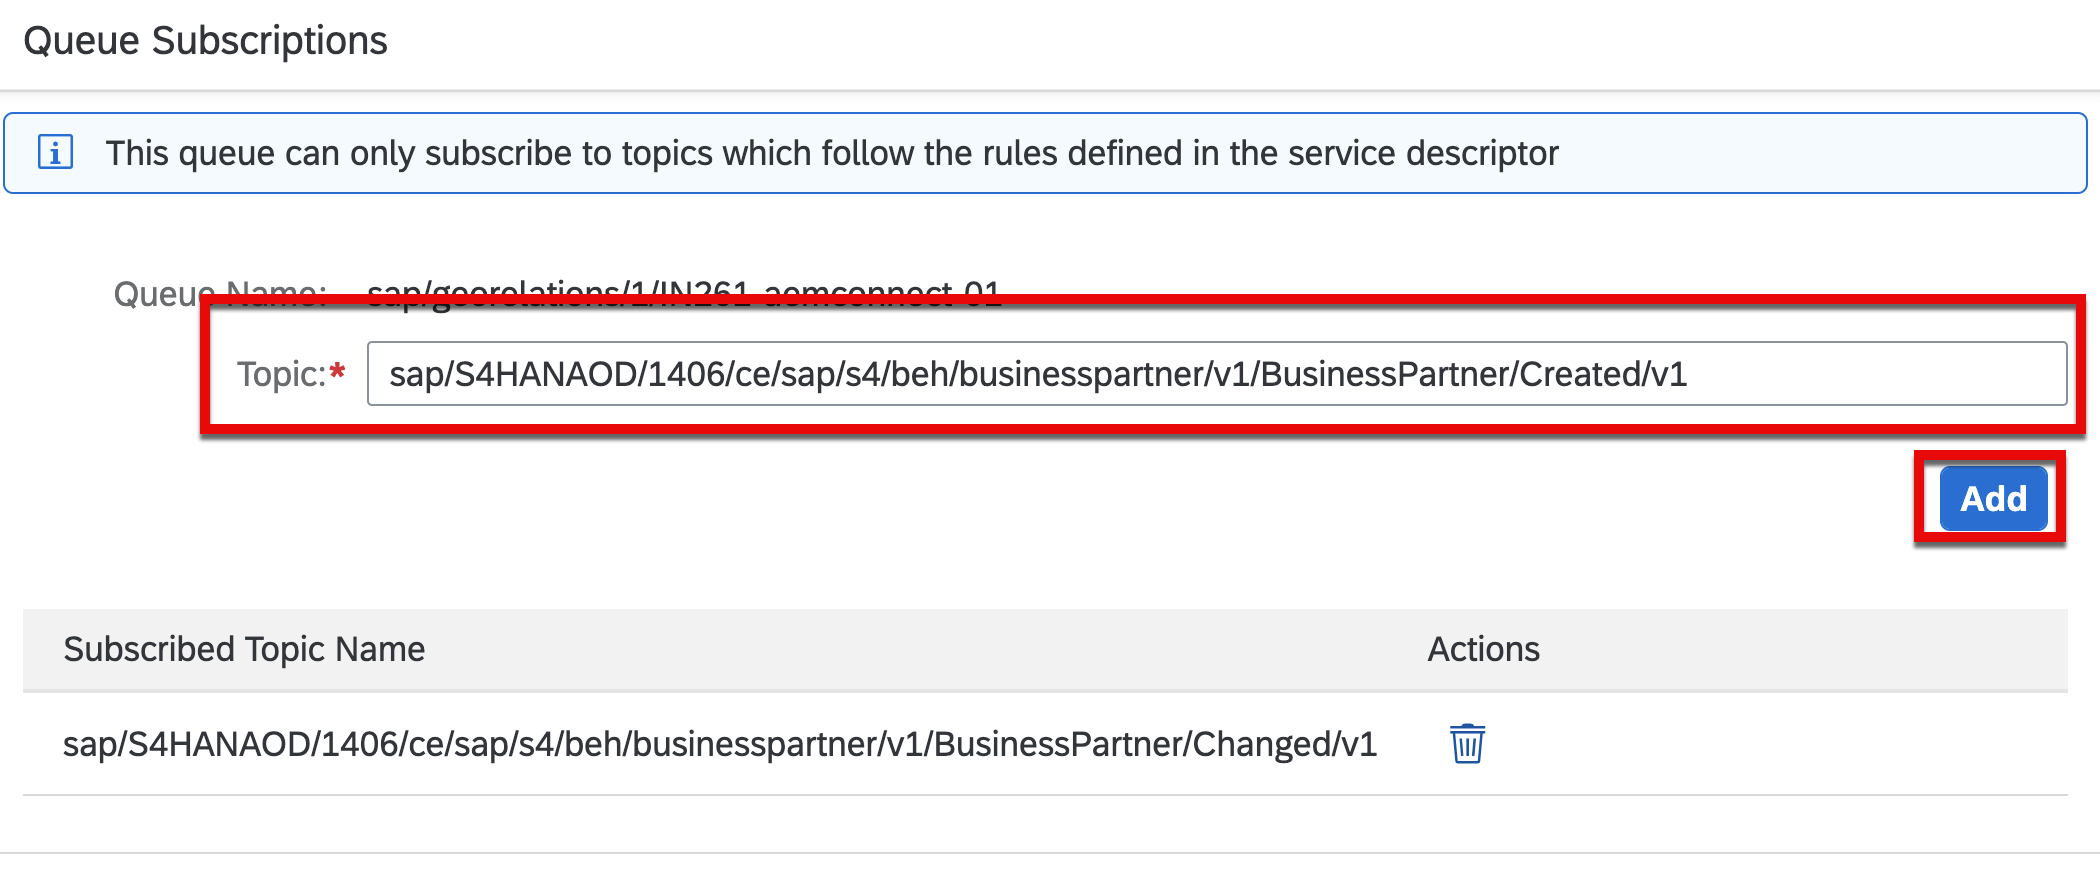 Queue Subscriptions
This queue can only subscribe to topics which follow the rules defined in the service descriptor
Queue Name: sap/georelations/1/IN261-aemconnect-01
Topic:* sap/S4HANAOD/1406/ce/sap/s4/beh/businesspartner/v1/BusinessPartner/Created/v1
Add
Subscribed Topic Name Actions
sap/S4HANAOD/1406/ce/sap/s4/beh/businesspartner/v1/BusinessPartner/Changed/v1